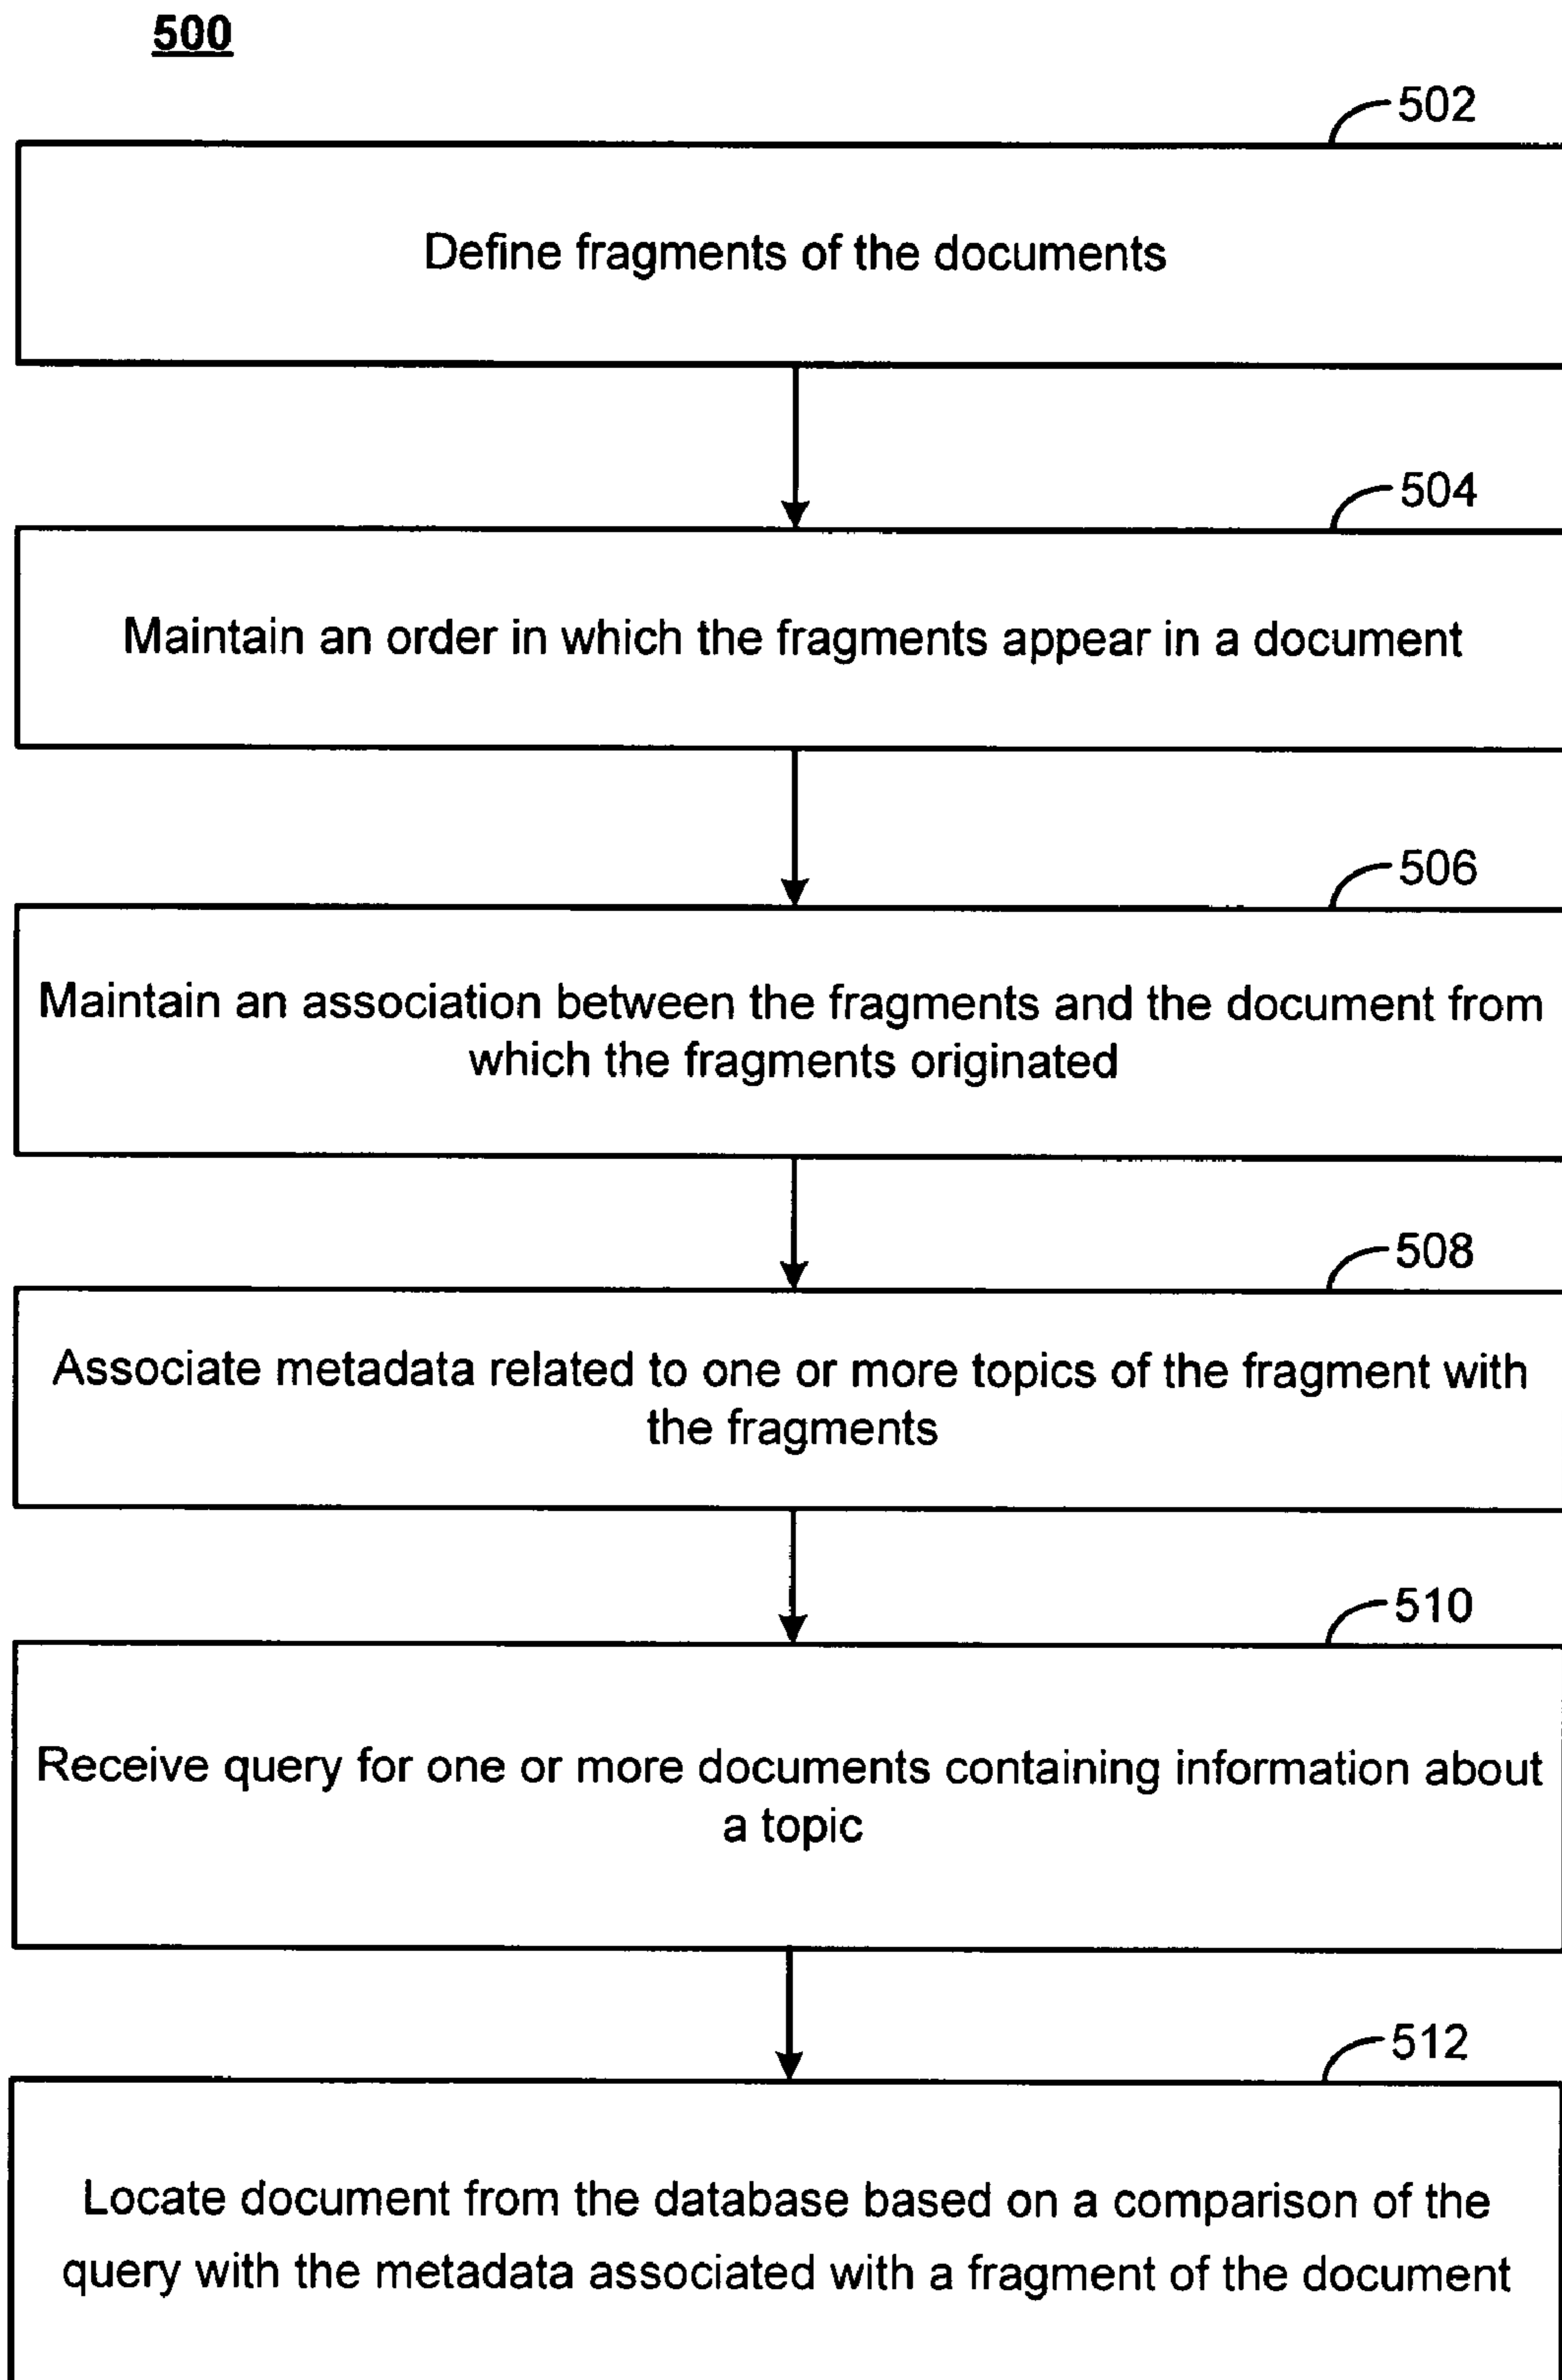 500
502
Define fragments of the documents
504
Maintain an order in which the fragments appear in a document
506
Maintain an association between the fragments and the document from
which the fragments originated
508
Associate metadata related to one or more topics of the fragment with
the fragments
510
Receive query for one or more documents containing information about
a topic
512
Locate document from the database based on a comparison of the
query with the metadata associated with a fragment of the document